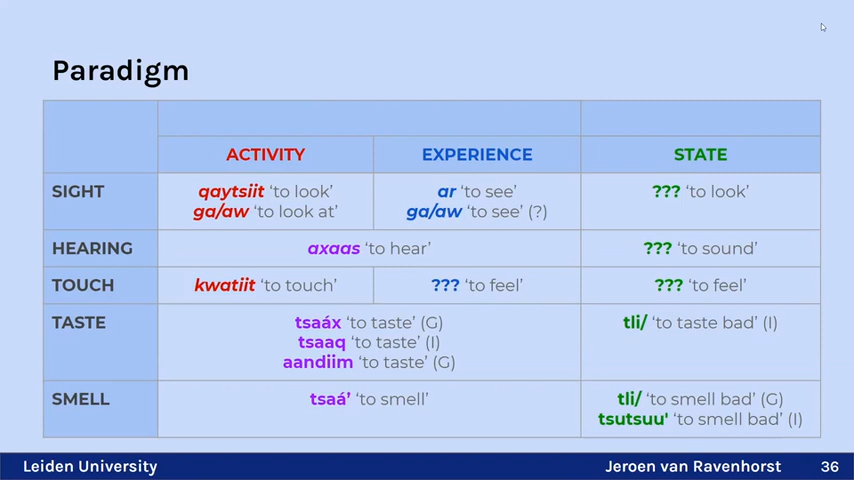 Paradigm
ACTIVITY EXPERIENCE STATE
SIGHT qaytsiit ‘to look’ ar ‘to see’ ??? ‘to look’
ga/aw ‘to look at’ ga/aw ‘to see’ (?)
HEARING axaas ‘to hear’ ??? ‘to sound’
TOUCH kwatiit ‘to touch’ ??? ‘to feel’ ??? ‘to feel’
TASTE tsaáx ‘to taste’ (G) tli/ ‘to taste bad’ (I)
tsaaq ‘to taste’ (I)
aandiim ‘to taste’ (G)
SMELL tsaá’ ‘to smell’ tli/ ‘to smell bad’ (G)
tsutsuu' ‘to smell bad’ (I)
Leiden University Jeroen van Ravenhorst 36